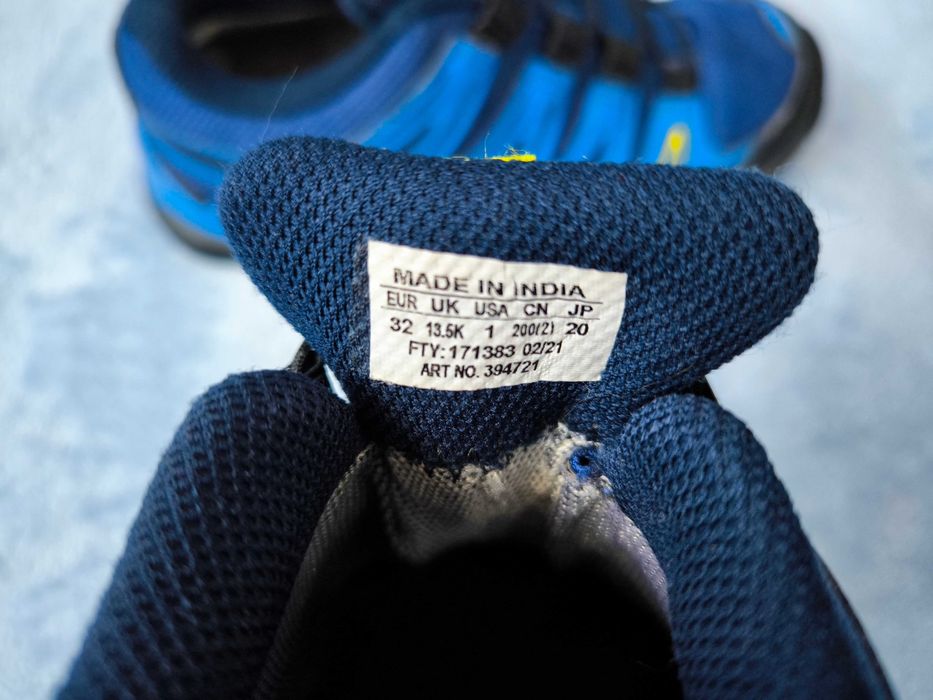 MADE IN INDIA
EUR UK USA CN JP
32 13.5K 1 200(2) 20
FTY: 171383 02/21
ART NO. 394721